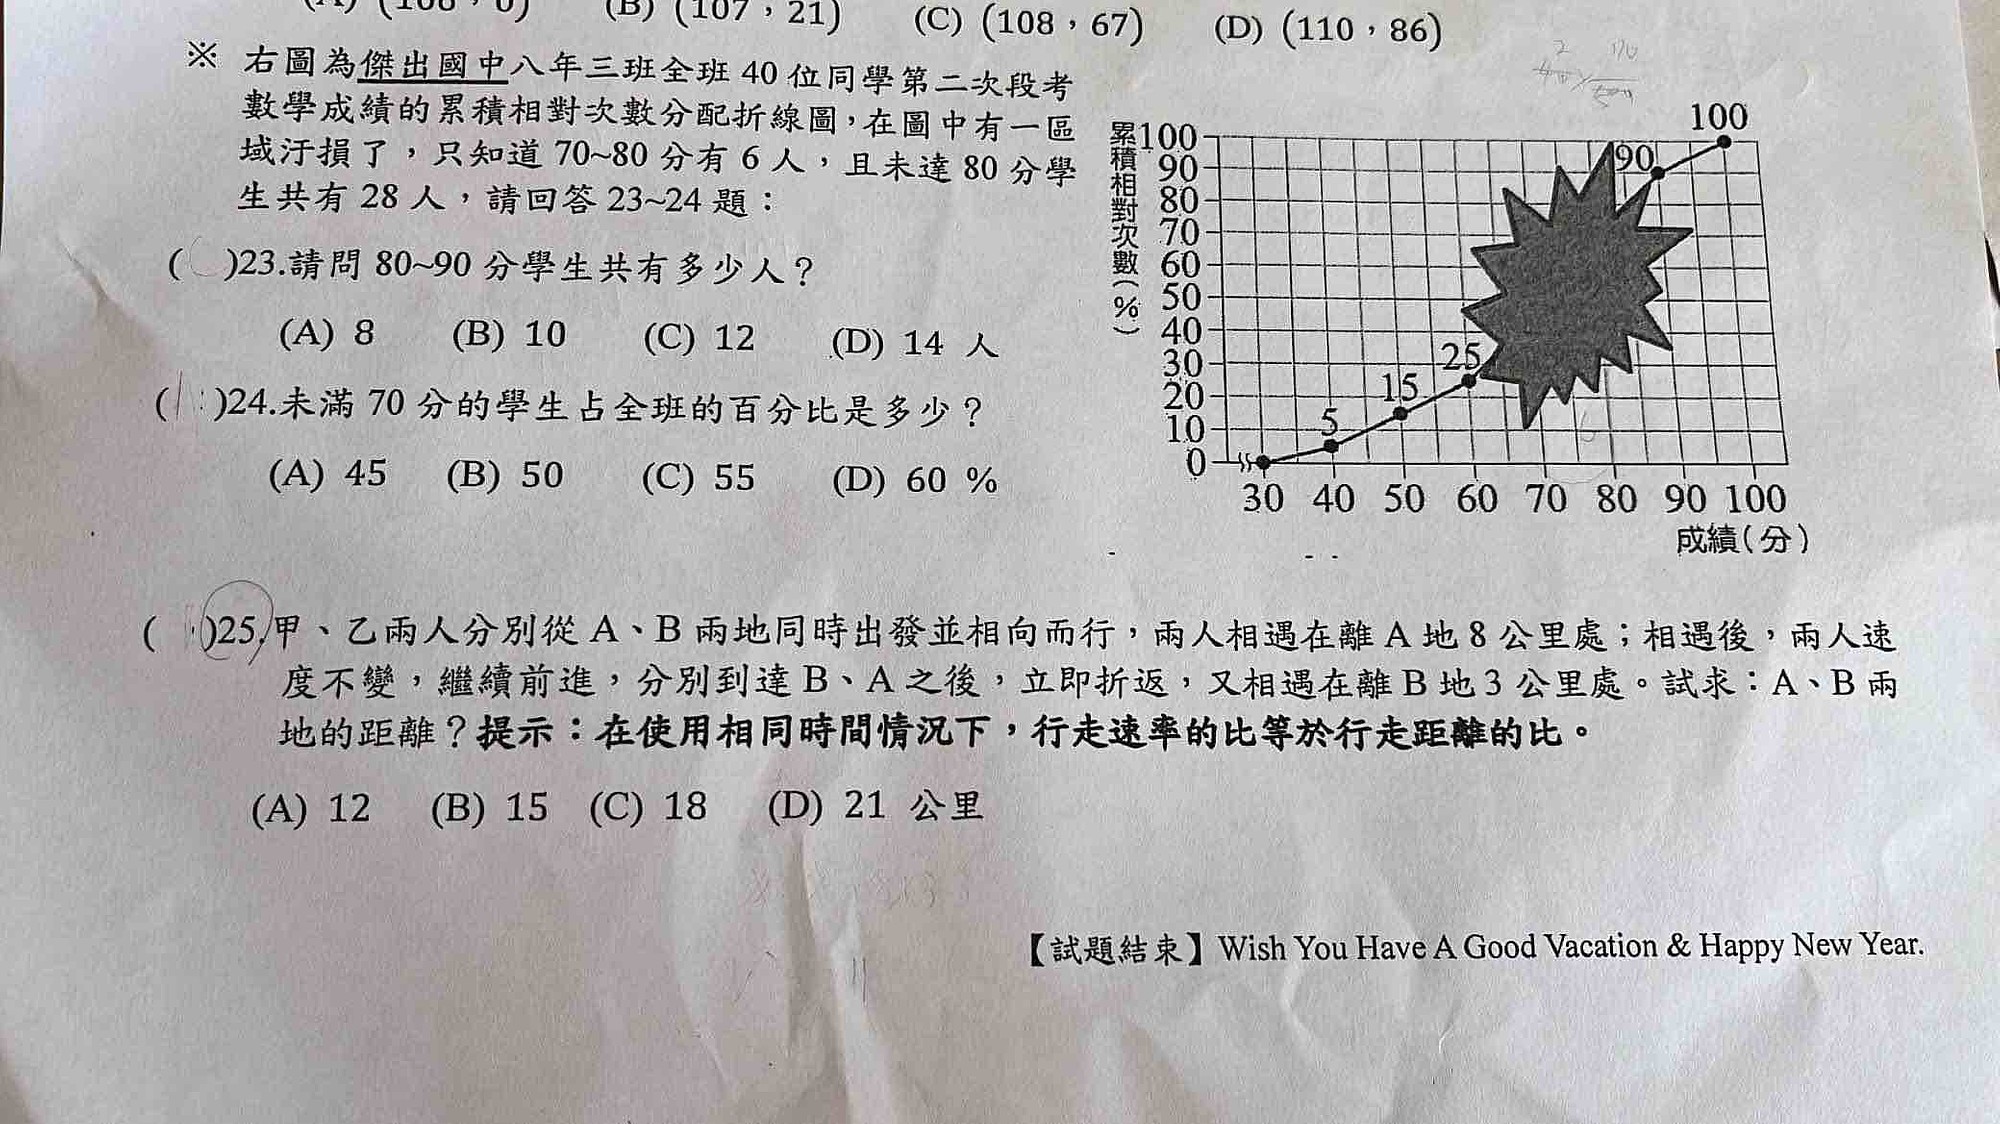 (A) (106，0) (B) (107，21) (C) (108，67) (D) (110，86)
※ 右圖為傑出國中八年三班全班 40 位同學第二次段考
數學成績的累積相對次數分配折線圖，在圖中有一區
域汙損了，只知道 70~80 分有 6 人，且未達 80 分學
生共有 28 人，請回答 23~24 題：
( )23.請問 80~90 分學生共有多少人？
(A) 8 (B) 10 (C) 12 (D) 14 人
( )24.未滿 70 分的學生占全班的百分比是多少？
(A) 45 (B) 50 (C) 55 (D) 60 %
累積相對次數(%)
100
90
80
70
60
50
40
30
20
10
0
5
15
25
90
100
30 40 50 60 70 80 90 100
成績(分)
( )25.甲、乙兩人分別從 A、B 兩地同時出發並相向而行，兩人相遇在離 A 地 8 公里處；相遇後，兩人速
度不變，繼續前進，分別到達 B、A 之後，立即折返，又相遇在離 B 地 3 公里處。試求：A、B 兩
地的距離？提示：在使用相同時間情況下，行走速率的比等於行走距離的比。
(A) 12 (B) 15 (C) 18 (D) 21 公里
【試題結束】Wish You Have A Good Vacation & Happy New Year.